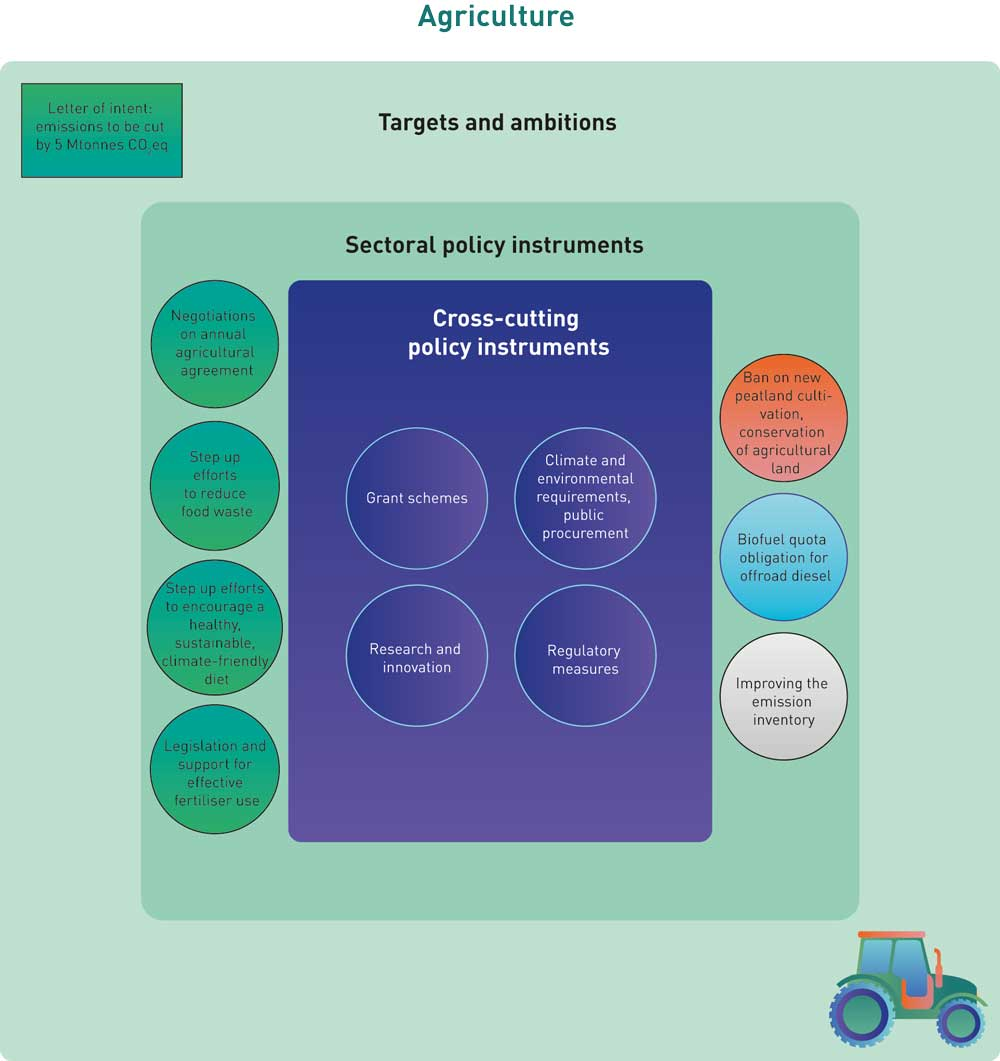 Agriculture
Letter of intent:
emissions to be cut
by 5 Mtonnes CO₂eq
Targets and ambitions
Sectoral policy instruments
Negotiations
on annual
agricultural
agreement
Step up
efforts
to reduce
food waste
Step up efforts
to encourage a
healthy,
sustainable,
climate-friendly
diet
Legislation and
support for
effective
fertiliser use
Cross-cutting
policy instruments
Grant schemes
Climate and
environmental
requirements,
public
procurement
Research and
innovation
Regulatory
measures
Ban on new
peatland culti-
vation,
conservation
of agricultural
land
Biofuel quota
obligation for
offroad diesel
Improving the
emission
inventory